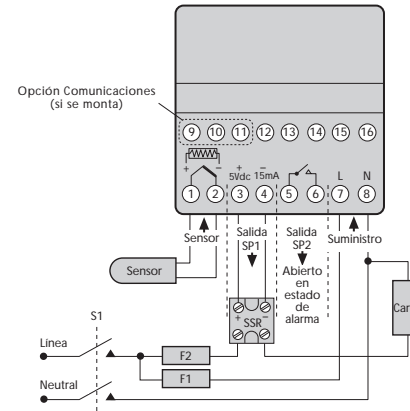 Opción Comunicaciones
(si se monta)
9 10 11 12 13 14 15 16
+ − + − L N
5Vdc 15mA
1 2 3 4 5 6 7 8
Sensor
Salida
SP1
Salida
SP2
Suministro
Abierto
en
estado
de
alarma
Sensor
+ SSR −
S1
Línea
F2
F1
Neutral